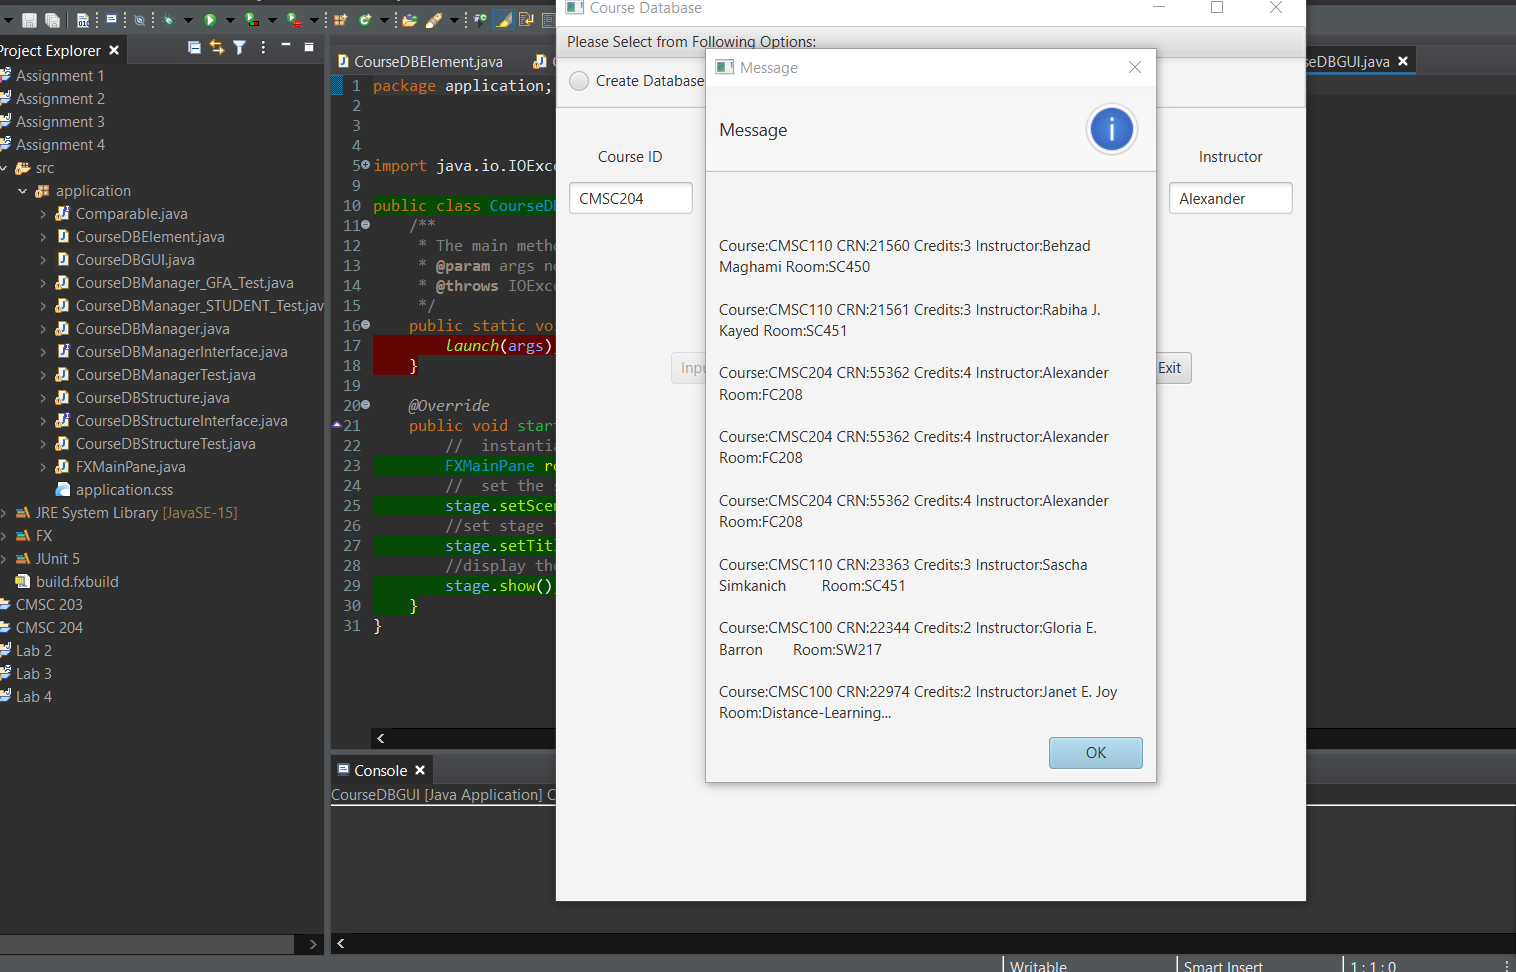 Course Database
Please Select from Following Options:
Create Database
Course ID
CMSC204
Instructor
Alexander
Exit
Message
Message
Course:CMSC110 CRN:21560 Credits:3 Instructor:Behzad
Maghami Room:SC450
Course:CMSC110 CRN:21561 Credits:3 Instructor:Rabiha J.
Kayed Room:SC451
Course:CMSC204 CRN:55362 Credits:4 Instructor:Alexander
Room:FC208
Course:CMSC204 CRN:55362 Credits:4 Instructor:Alexander
Room:FC208
Course:CMSC204 CRN:55362 Credits:4 Instructor:Alexander
Room:FC208
Course:CMSC110 CRN:23363 Credits:3 Instructor:Sascha
Simkanich Room:SC451
Course:CMSC100 CRN:22344 Credits:2 Instructor:Gloria E.
Barron Room:SW217
Course:CMSC100 CRN:22974 Credits:2 Instructor:Janet E. Joy
Room:Distance-Learning...
OK
Project Explorer
Assignment 1
Assignment 2
Assignment 3
Assignment 4
src
application
Comparable.java
CourseDBElement.java
CourseDBGUI.java
CourseDBManager_GFA_Test.java
CourseDBManager_STUDENT_Test.jav
CourseDBManager.java
CourseDBManagerInterface.java
CourseDBManagerTest.java
CourseDBStructure.java
CourseDBStructureInterface.java
CourseDBStructureTest.java
FXMainPane.java
application.css
JRE System Library [JavaSE-15]
FX
JUnit 5
build.fxbuild
CMSC 203
CMSC 204
Lab 2
Lab 3
Lab 4
CourseDBElement.java
seDBGUI.java
1 package application;
2
3
4
5 import java.io.IOExc
9
10 public class CourseDB
11 /**
12 * The main meth
13 * @param args n
14 * @throws IOExc
15 */
16 public static vo
17 launch(args)
18 }
19
20 @Override
21 public void star
22 // instantia
23 FXMainPane r
24 // set the s
25 stage.setScen
26 //set stage t
27 stage.setTit
28 //display the
29 stage.show()
30 }
31 }
Console
CourseDBGUI [Java Application] C
Writable
Smart Insert
1 : 1 : 0